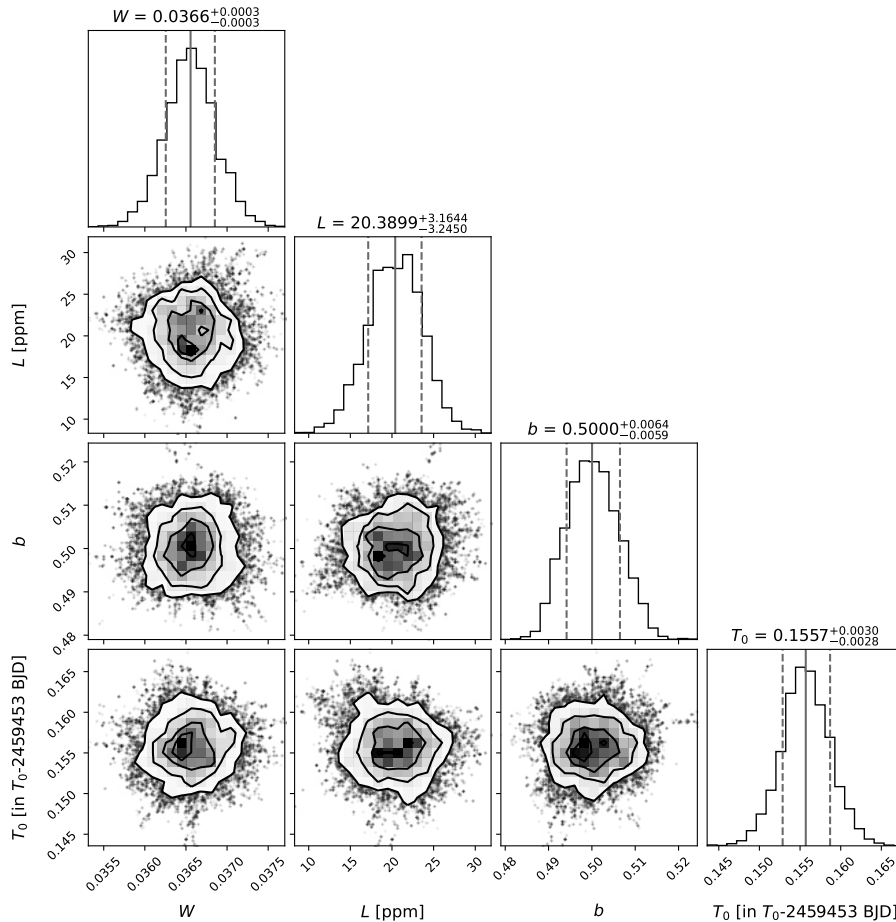 W = 0.0366+0.0003−0.0003
L = 20.3899+3.1644−3.2450
30
25
20
15
10
L [ppm]
b = 0.5000+0.0064−0.0059
0.52
0.51
0.50
0.49
0.48
b
T0 = 0.1557+0.0030−0.0028
0.165
0.160
0.155
0.150
0.145
T0 [in T0-2459453 BJD]
0.0355 0.0360 0.0365 0.0370 0.0375
W
10 15 20 25 30
L [ppm]
0.48 0.49 0.50 0.51 0.52
b
0.145 0.150 0.155 0.160 0.165
T0 [in T0-2459453 BJD]